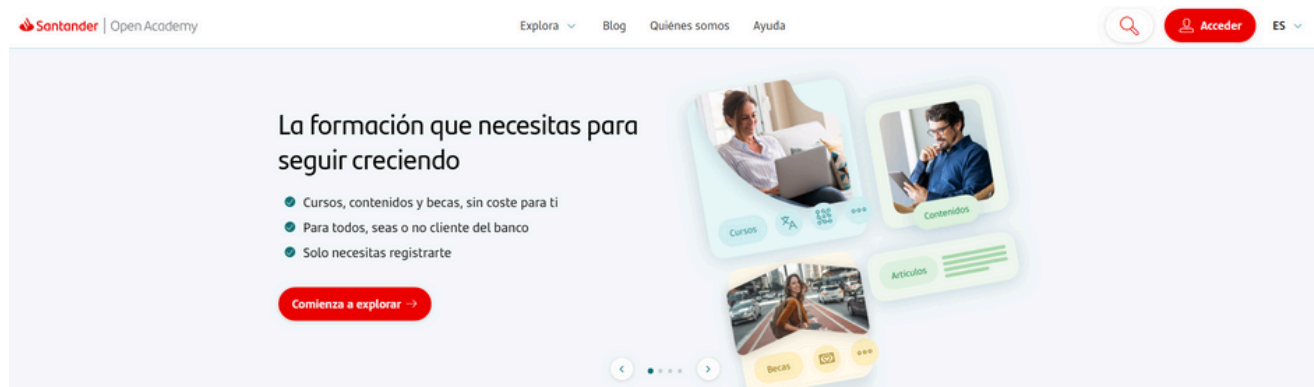 Santander | Open Academy
Explora
Blog
Quiénes somos
Ayuda
Acceder
ES
La formación que necesitas para
seguir creciendo
Cursos, contenidos y becas, sin coste para ti
Para todos, seas o no cliente del banco
Solo necesitas registrarte
Comienza a explorar →
Cursos
Contenidos
Artículos
Becas